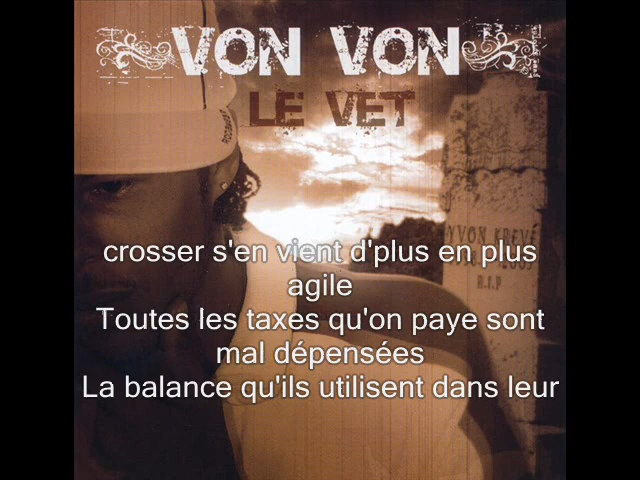 VON VON
LE VET
YVON KREVÉ
R.I.P
crosser s'en vient d'plus en plus
agile
Toutes les taxes qu'on paye sont
mal dépensées
La balance qu'ils utilisent dans leur